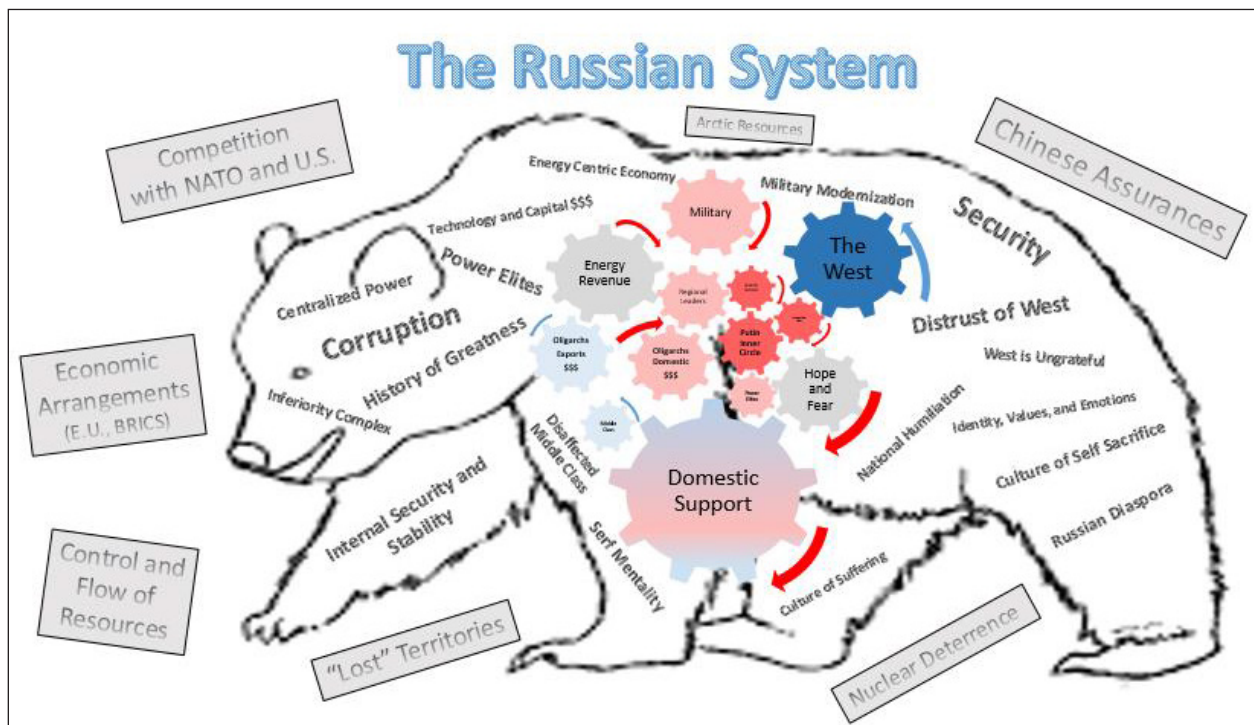 The Russian System
Arctic Resources
Competition
with NATO and U.S.
Chinese Assurances
Energy Centric Economy
Military Modernization
Military
Security
Technology and Capital $$$
The
West
Power Elites
Energy
Revenue
Centralized Power
Regional
Leaders
Corruption
Distrust of West
History of Greatness
Oligarchs
Exports
$$$
Oligarchs
Domestic
$$$
Putin
Inner
Circle
West is Ungrateful
Hope
and
Fear
Economic
Arrangements
(E.U., BRICS)
Inferiority Complex
Power
Elites
Middle
Class
Disaffected
Middle Class
National Humiliation
Identity, Values, and Emotions
Culture of Self Sacrifice
Domestic
Support
Internal Security and
Stability
Russian Diaspora
Serf Mentality
Culture of Suffering
Control and
Flow of
Resources
"Lost" Territories
Nuclear Deterrence